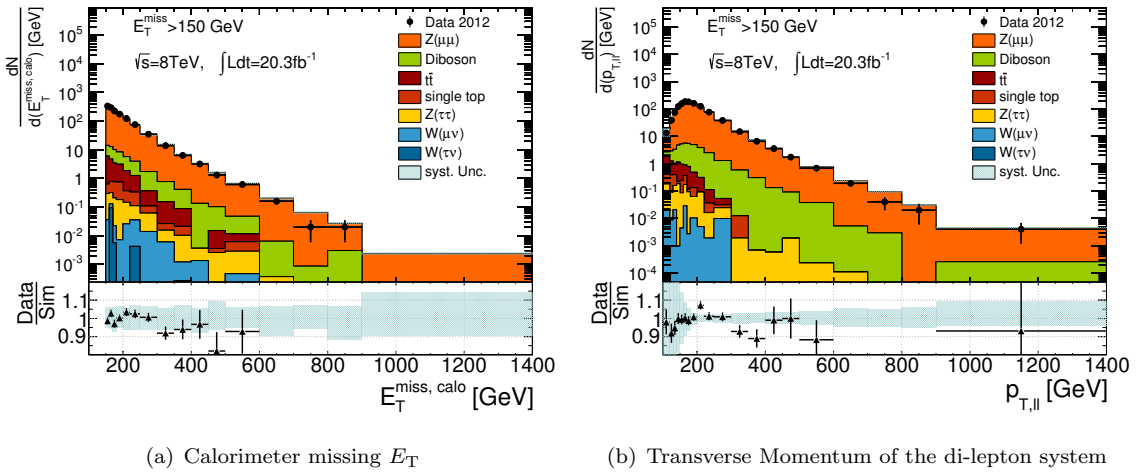 dN
d(E_T^miss, calo) [GeV]
E_T^miss>150 GeV
√s=8TeV, ∫Ldt=20.3fb⁻¹
Data 2012
Z(μμ)
Diboson
tt̄
single top
Z(ττ)
W(μν)
W(τν)
syst. Unc.
10⁵
10⁴
10³
10²
10
1
10⁻¹
10⁻²
10⁻³
Data
Sim
1.1
1
0.9
200 400 600 800 1000 1200 1400
E_T^miss, calo [GeV]
(a) Calorimeter missing E_T
dN
d(p_T,ll) [GeV]
E_T^miss>150 GeV
√s=8TeV, ∫Ldt=20.3fb⁻¹
Data 2012
Z(μμ)
Diboson
tt̄
single top
Z(ττ)
W(μν)
W(τν)
syst. Unc.
10⁵
10⁴
10³
10²
10
1
10⁻¹
10⁻²
10⁻³
10⁻⁴
Data
Sim
1.1
1
0.9
200 400 600 800 1000 1200 1400
p_T,ll [GeV]
(b) Transverse Momentum of the di-lepton system